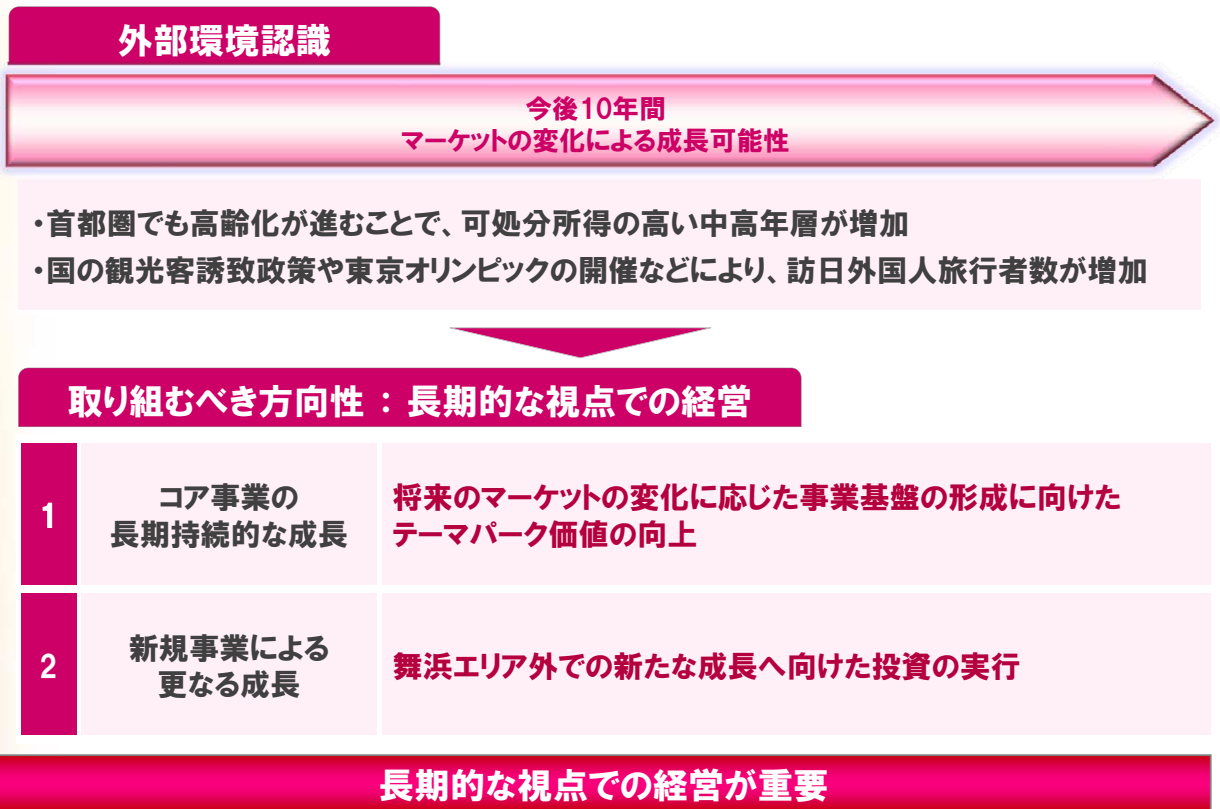 外部環境認識
今後10年間
マーケットの変化による成長可能性
・首都圏でも高齢化が進むことで、可処分所得の高い中高年層が増加
・国の観光客誘致政策や東京オリンピックの開催などにより、訪日外国人旅行者数が増加
取り組むべき方向性 : 長期的な視点での経営
1
コア事業の
長期持続的な成長
将来のマーケットの変化に応じた事業基盤の形成に向けた
テーマパーク価値の向上
2
新規事業による
更なる成長
舞浜エリア外での新たな成長へ向けた投資の実行
長期的な視点での経営が重要